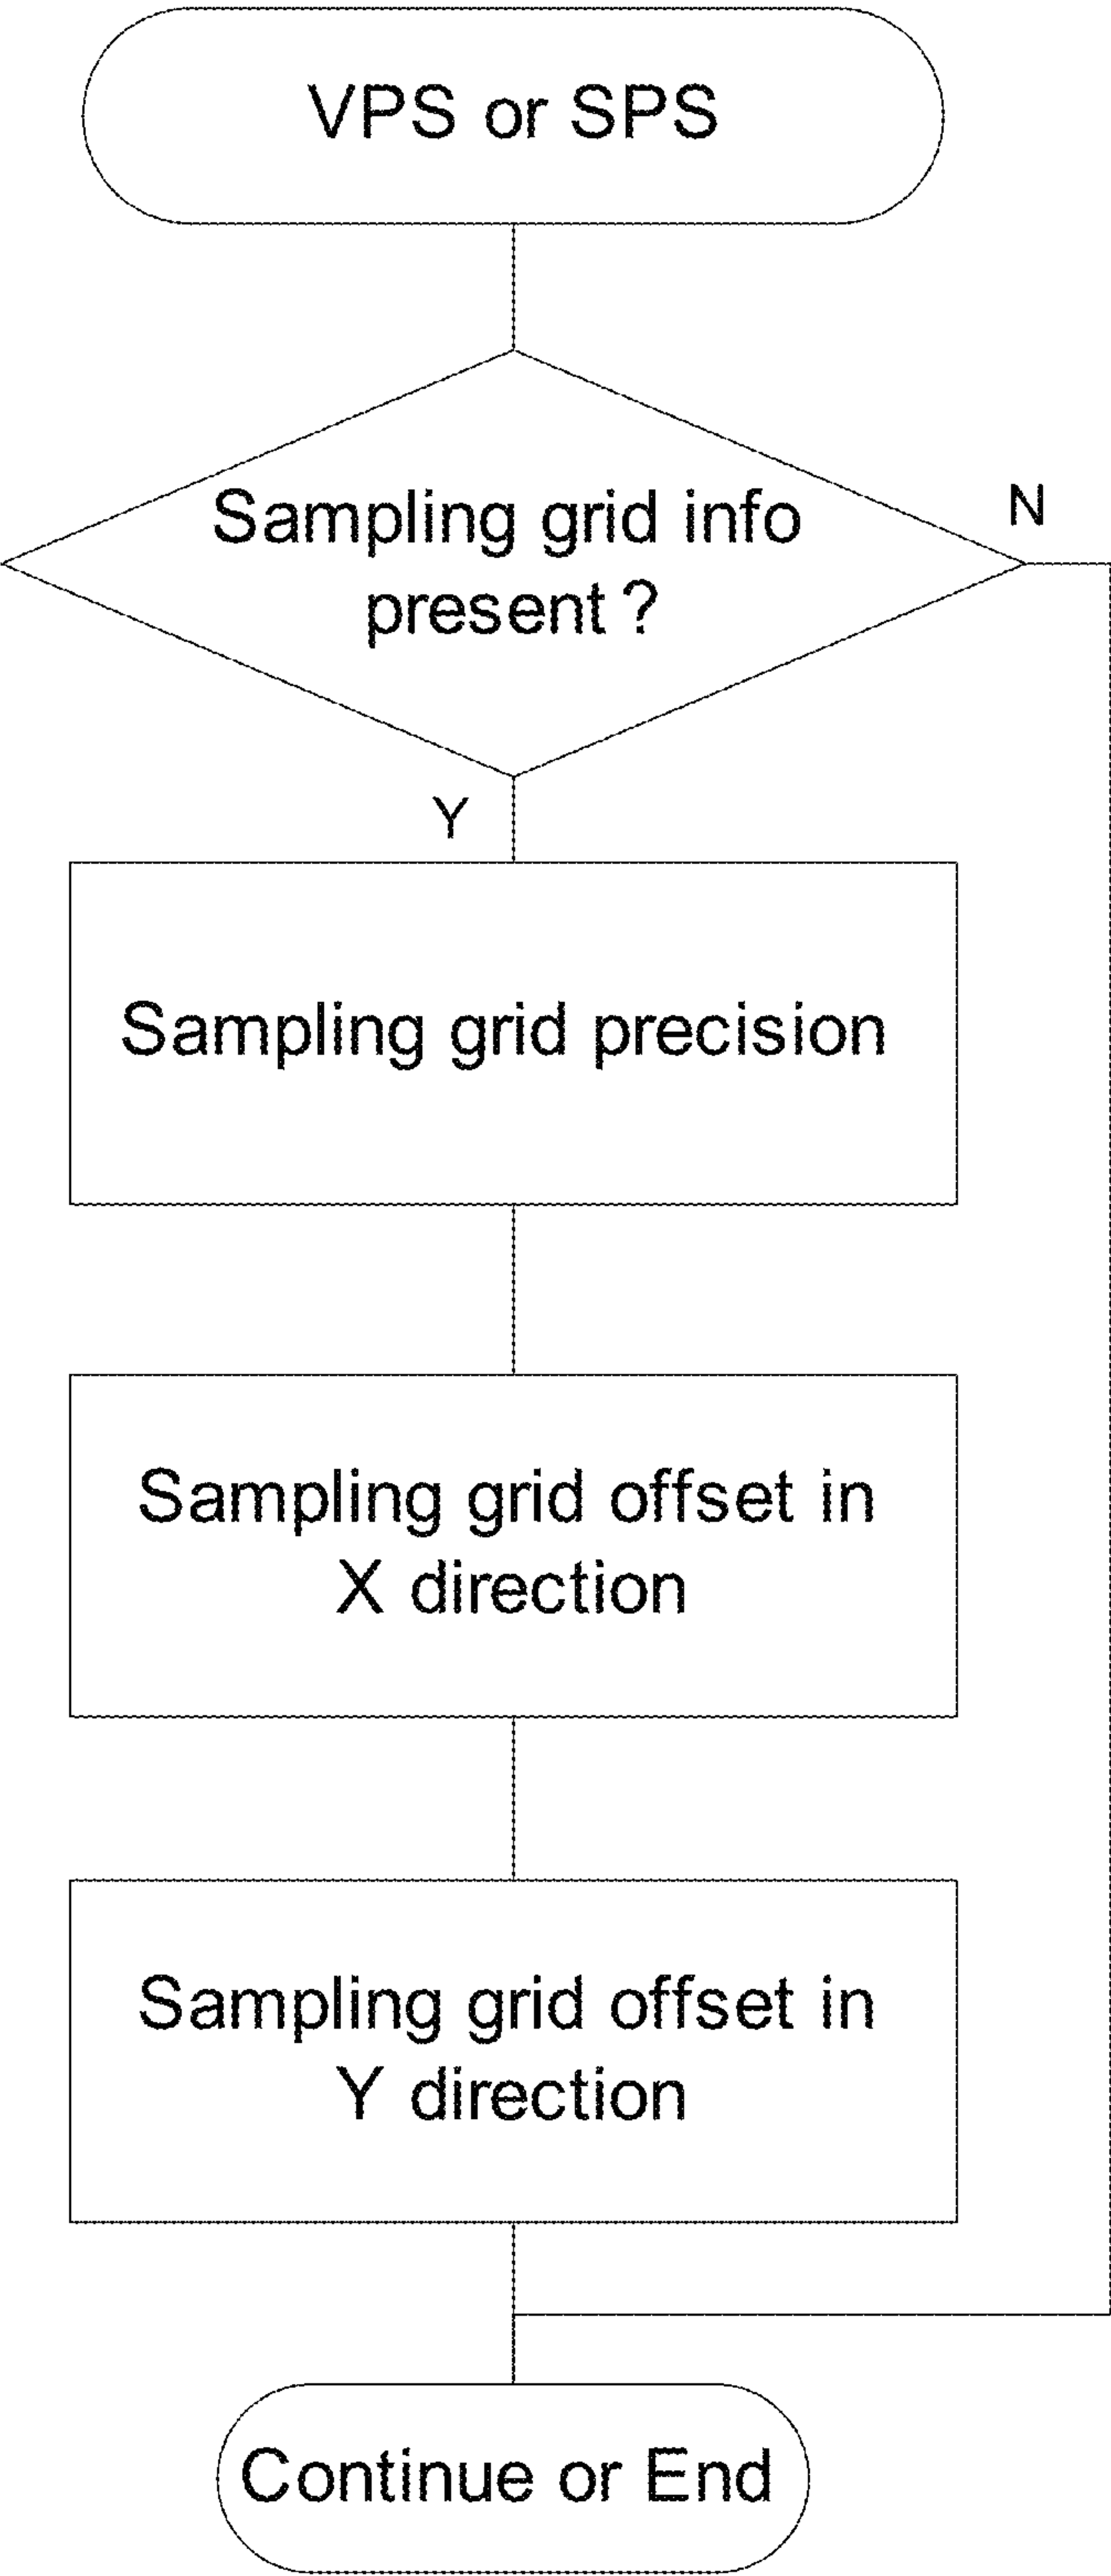 VPS or SPS
Sampling grid info
present ?
N
Y
Sampling grid precision
Sampling grid offset in
X direction
Sampling grid offset in
Y direction
Continue or End